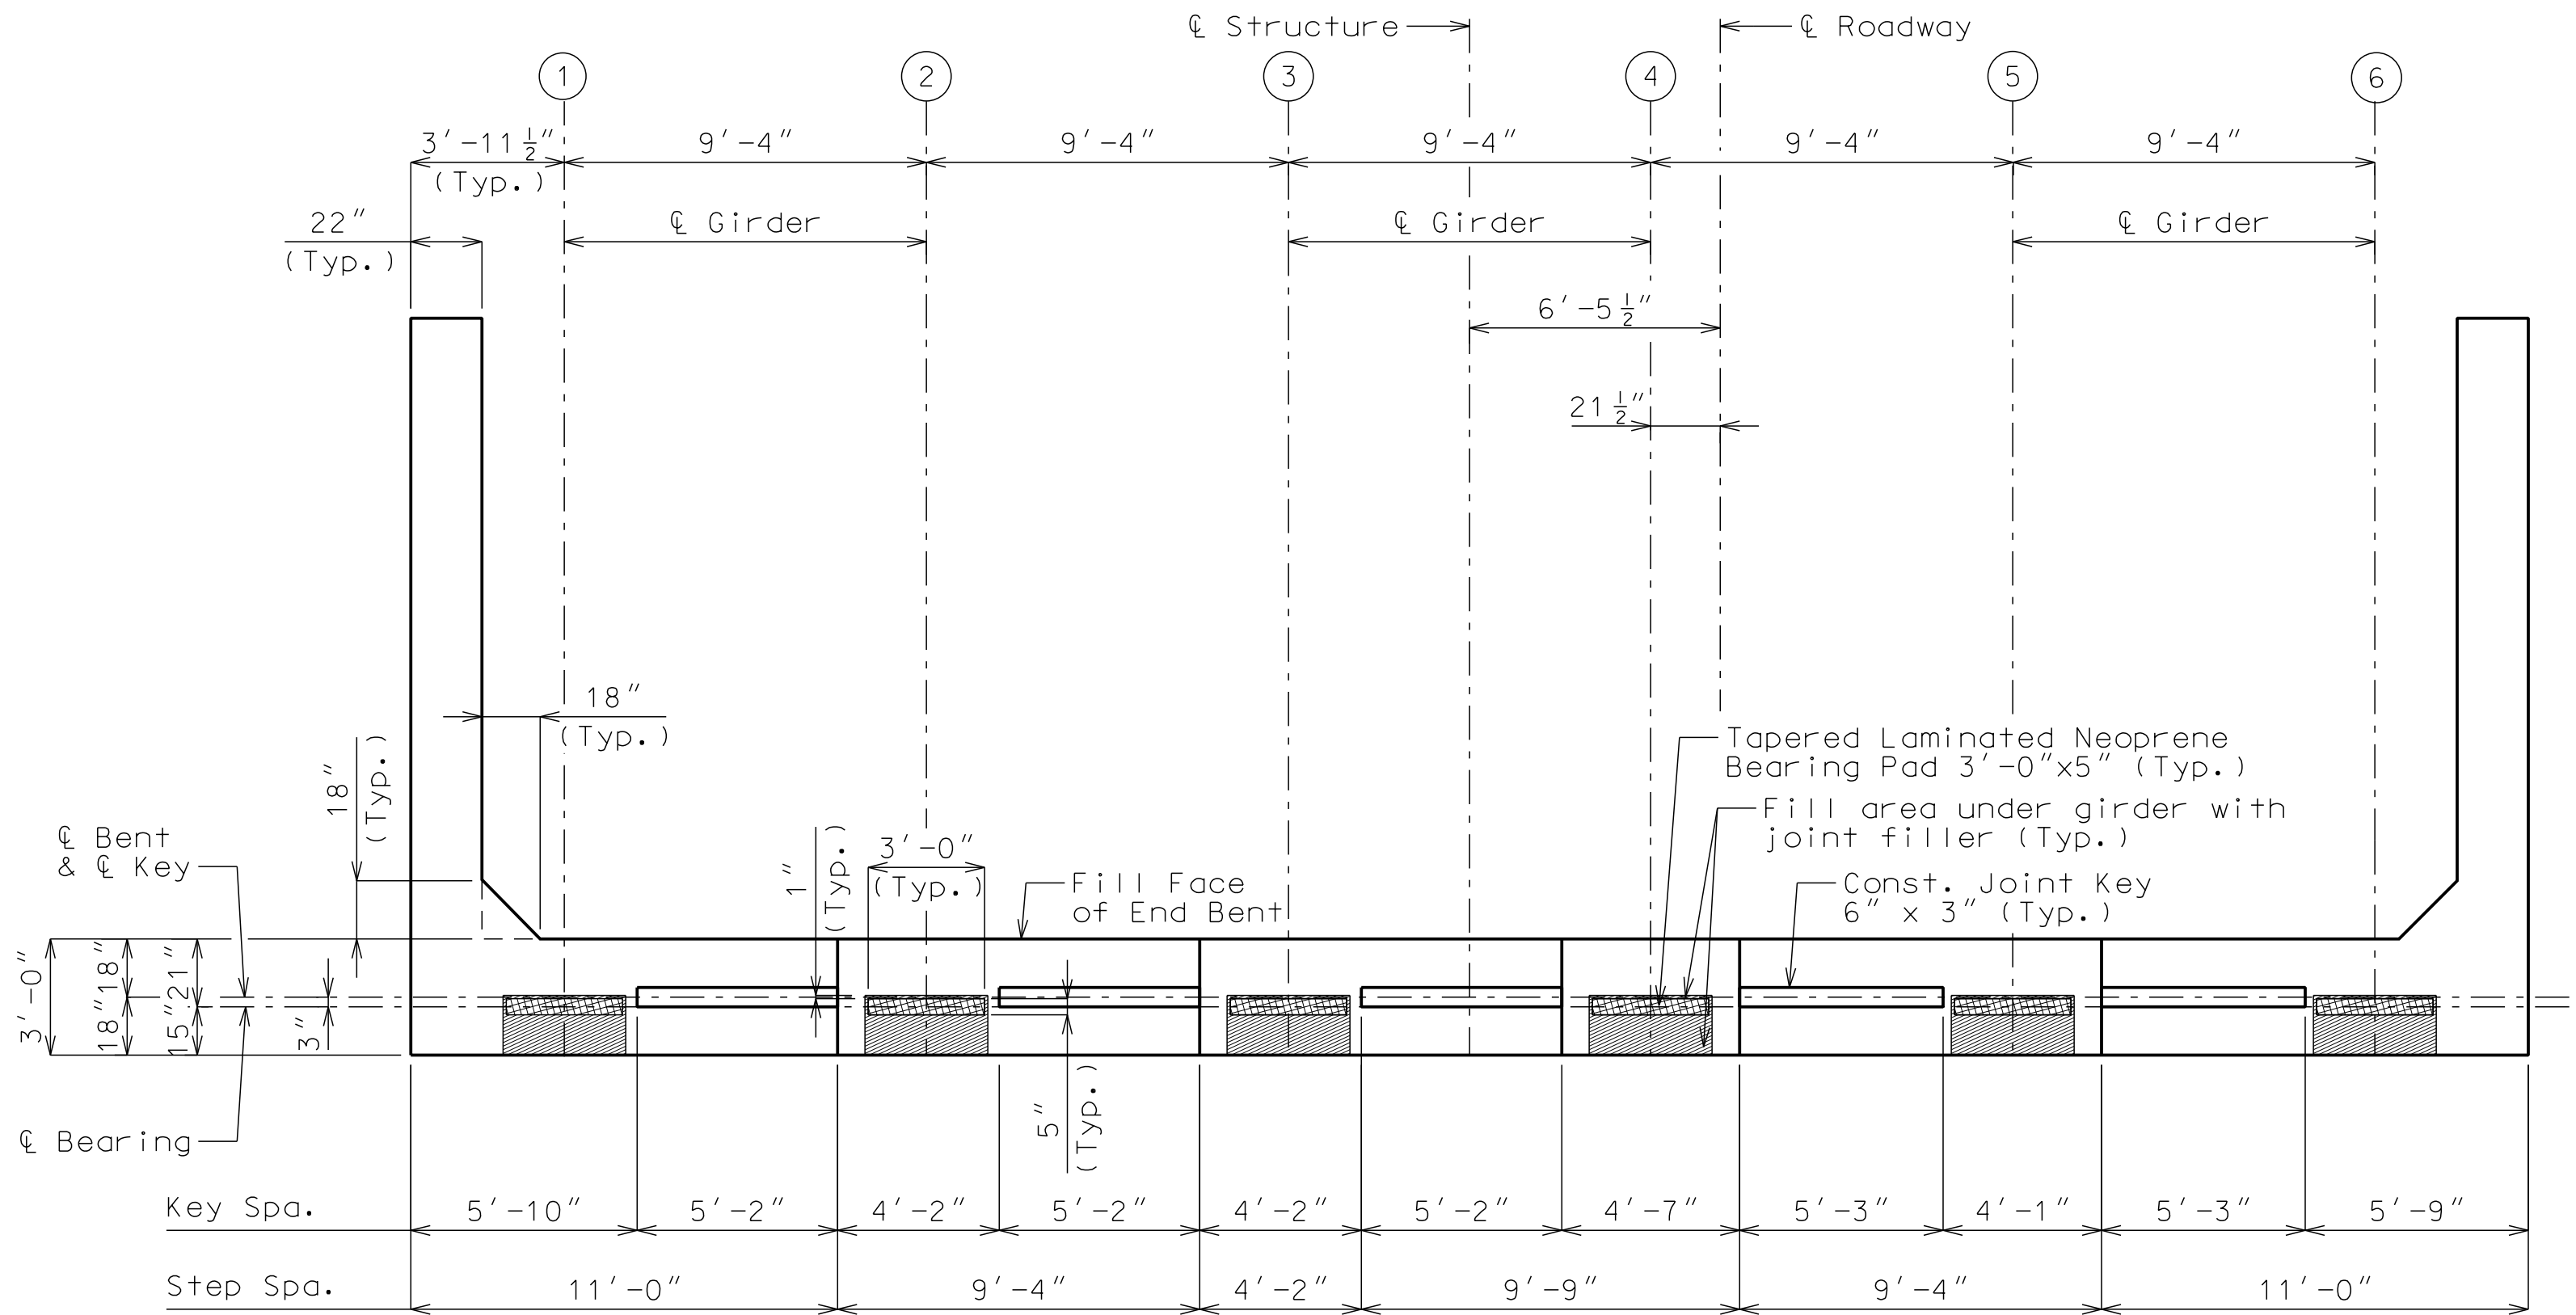 ℄ Structure
℄ Roadway
1
2
3
4
5
6
3'-11 1/2"
(Typ.)
9'-4"
9'-4"
9'-4"
9'-4"
9'-4"
22"
(Typ.)
℄ Girder
℄ Girder
℄ Girder
6'-5 1/2"
21 1/2"
18"
(Typ.)
18"
(Typ.)
Tapered Laminated Neoprene
Bearing Pad 3'-0"x5" (Typ.)
Fill area under girder with
joint filler (Typ.)
℄ Bent
& ℄ Key
1"
(Typ.)
3'-0"
(Typ.)
Fill Face
of End Bent
Const. Joint Key
6" x 3" (Typ.)
3'-0"
18"
18"
21"
15"
3"
℄ Bearing
5"
(Typ.)
Key Spa.
5'-10"
5'-2"
4'-2"
5'-2"
4'-2"
5'-2"
4'-7"
5'-3"
4'-1"
5'-3"
5'-9"
Step Spa.
11'-0"
9'-4"
4'-2"
9'-9"
9'-4"
11'-0"